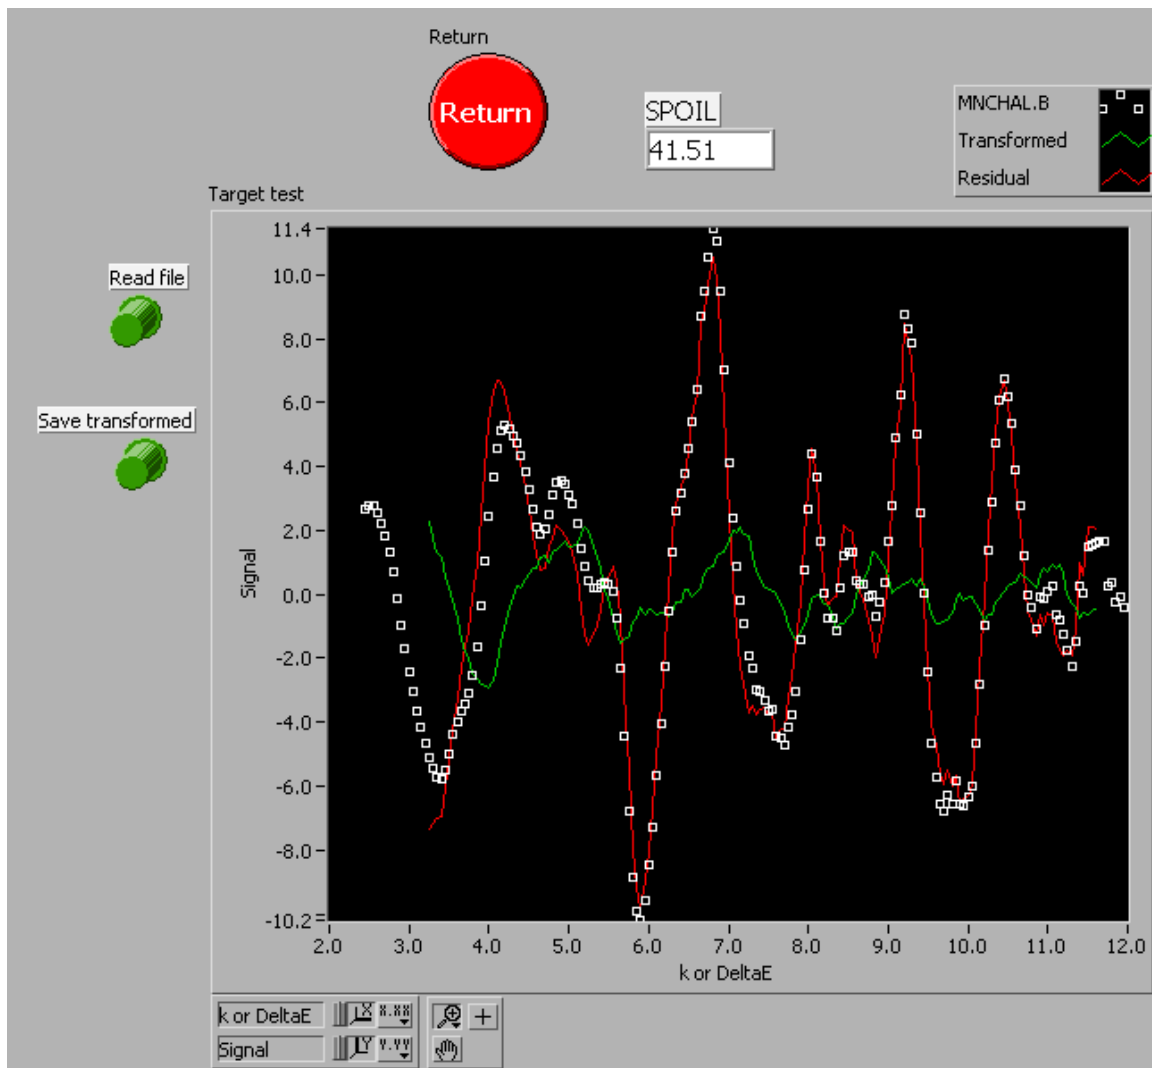 Return
Return
SPOIL
41.51
MNCHAL.B
Transformed
Residual
Target test
Read file
Save transformed
Signal
11.4
10.0
8.0
6.0
4.0
2.0
0.0
-2.0
-4.0
-6.0
-8.0
-10.2
2.0 3.0 4.0 5.0 6.0 7.0 8.0 9.0 10.0 11.0 12.0
k or DeltaE
k or DeltaE X X.XX
Signal Y Y.YY